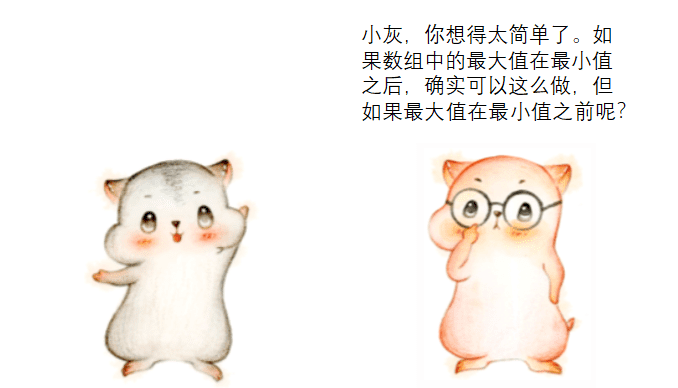 小灰，你想得太简单了。如
果数组中的最大值在最小值
之后，确实可以这么做，但
如果最大值在最小值之前呢？